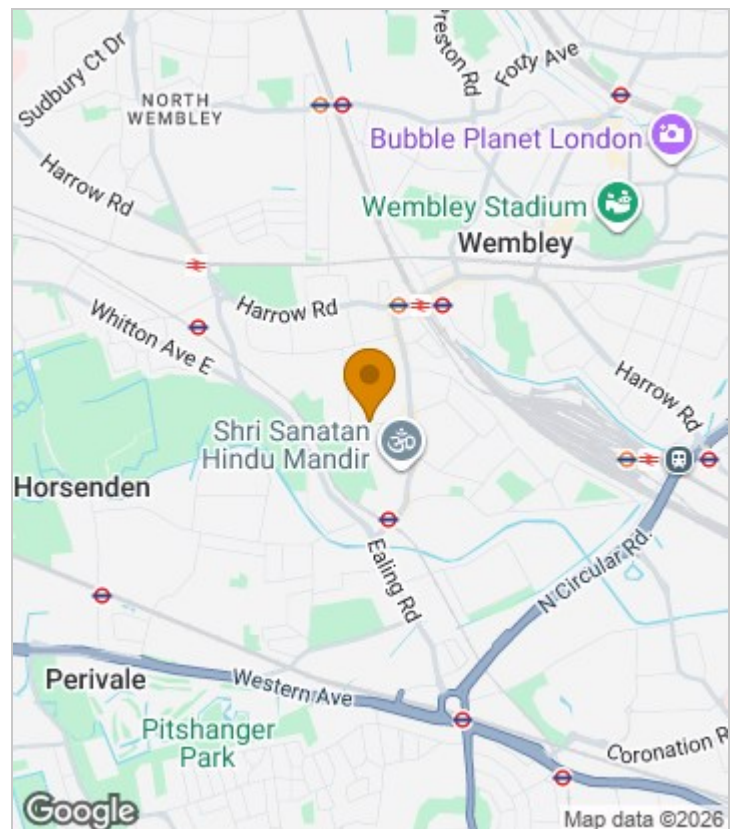 Sudbury Ct Dr
Preston Rd
Forty Ave
NORTH
WEMBLEY
Bubble Planet London
Harrow Rd
Wembley Stadium
Wembley
Harrow Rd
Whitton Ave E
Harrow Rd
Shri Sanatan
Hindu Mandir
Horsenden
Ealing Rd
N Circular Rd.
Perivale
Western Ave
Pitshanger
Park
Coronation R
Google
Map data ©2026